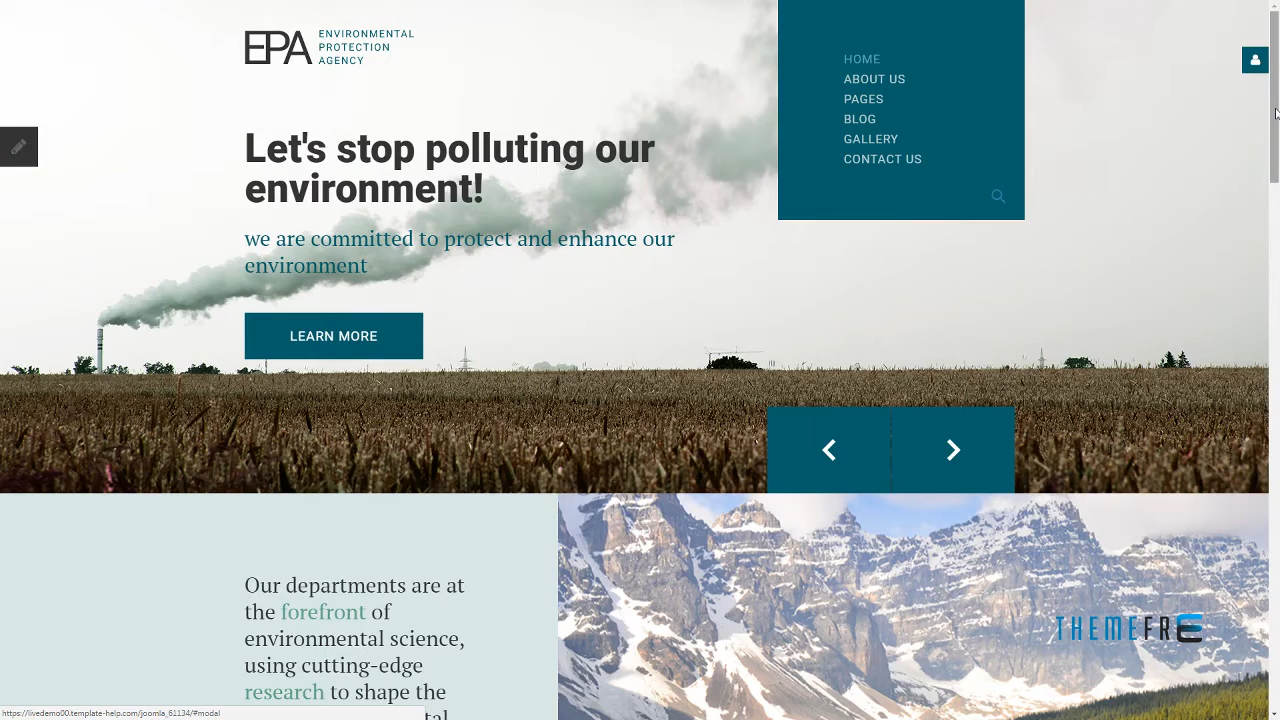 EPA
ENVIRONMENTAL
PROTECTION
AGENCY
HOME
ABOUT US
PAGES
BLOG
GALLERY
CONTACT US
Let's stop polluting our
environment!
we are committed to protect and enhance our
environment
LEARN MORE
Our departments are at
the forefront of
environmental science,
using cutting-edge
research to shape the
THEMEFREE
https://livedemo00.template-help.com/joomla_61134/#modal